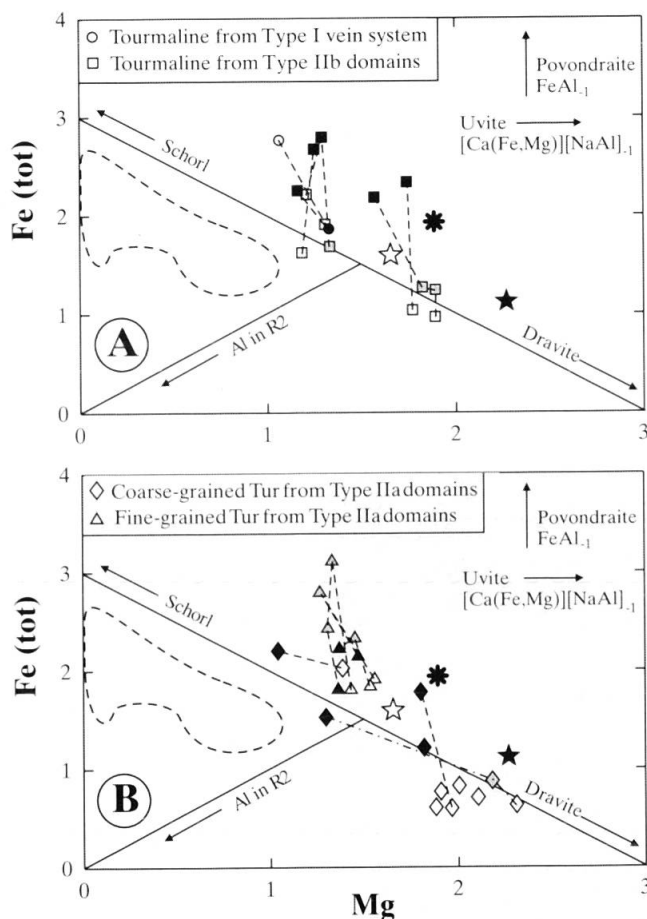 4
3
2
1
0
Fe (tot)
○ Tourmaline from Type I vein system
□ Tourmaline from Type IIb domains
Povondraite
FeAl₋₁
Uvite
[Ca(Fe,Mg)][NaAl]₋₁
Schorl
Al in R2
Dravite
A
0
1
2
3
4
3
2
1
0
Fe (tot)
◇ Coarse-grained Tur from Type IIa domains
△ Fine-grained Tur from Type IIa domains
Povondraite
FeAl₋₁
Uvite
[Ca(Fe,Mg)][NaAl]₋₁
Schorl
Al in R2
Dravite
B
0
1
2
3
Mg